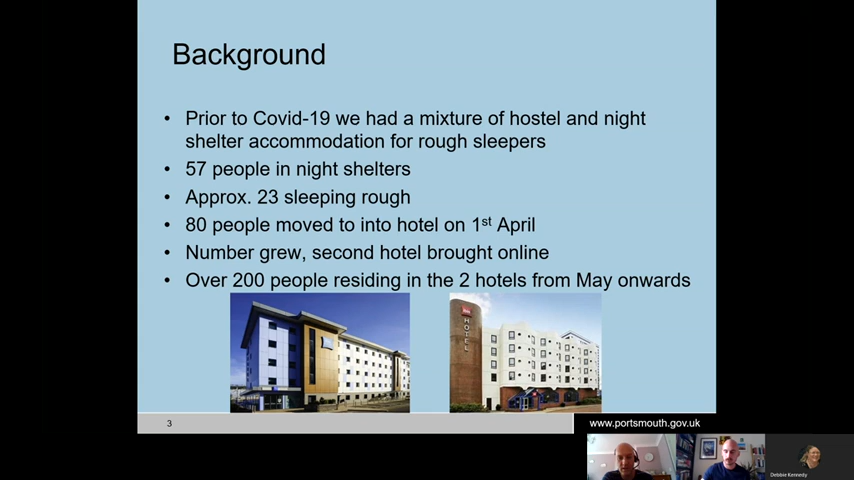 Background
• Prior to Covid-19 we had a mixture of hostel and night
shelter accommodation for rough sleepers
• 57 people in night shelters
• Approx. 23 sleeping rough
• 80 people moved to into hotel on 1st April
• Number grew, second hotel brought online
• Over 200 people residing in the 2 hotels from May onwards
HOTEL
3
www.portsmouth.gov.uk
Debbie Kennedy